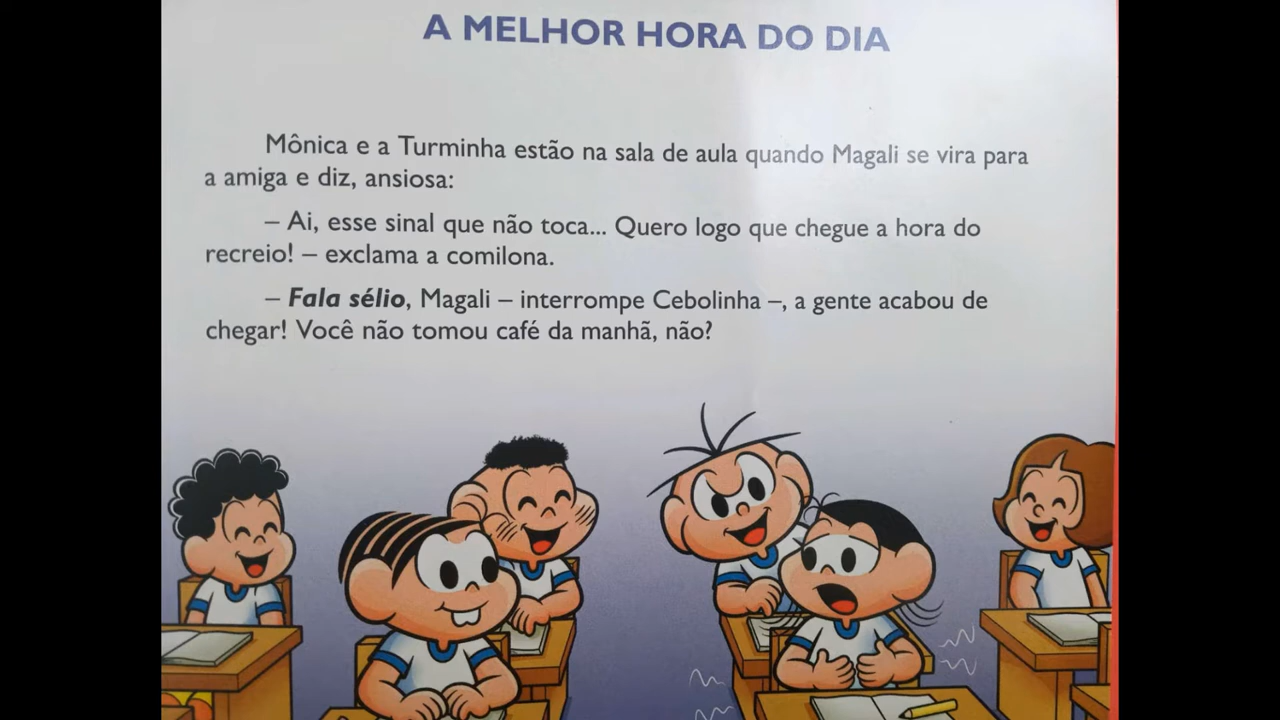 A MELHOR HORA DO DIA
Mônica e a Turminha estão na sala de aula quando Magali se vira para
a amiga e diz, ansiosa:
– Ai, esse sinal que não toca... Quero logo que chegue a hora do
recreio! – exclama a comilona.
– Fala sélio, Magali – interrompe Cebolinha –, a gente acabou de
chegar! Você não tomou café da manhã, não?